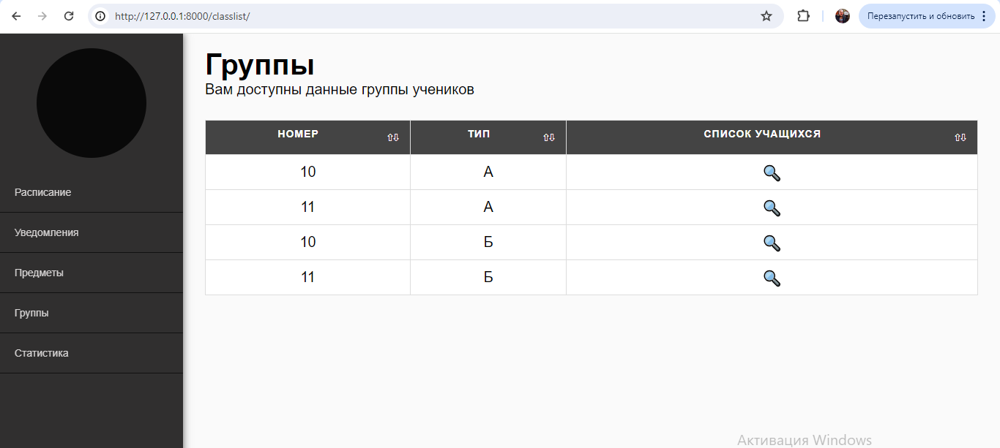 http://127.0.0.1:8000/classlist/
Перезапустить и обновить
Расписание
Уведомления
Предметы
Группы
Статистика
Группы
Вам доступны данные группы учеников
НОМЕР ТИП СПИСОК УЧАЩИХСЯ
10 А
11 А
10 Б
11 Б
Активация Windows